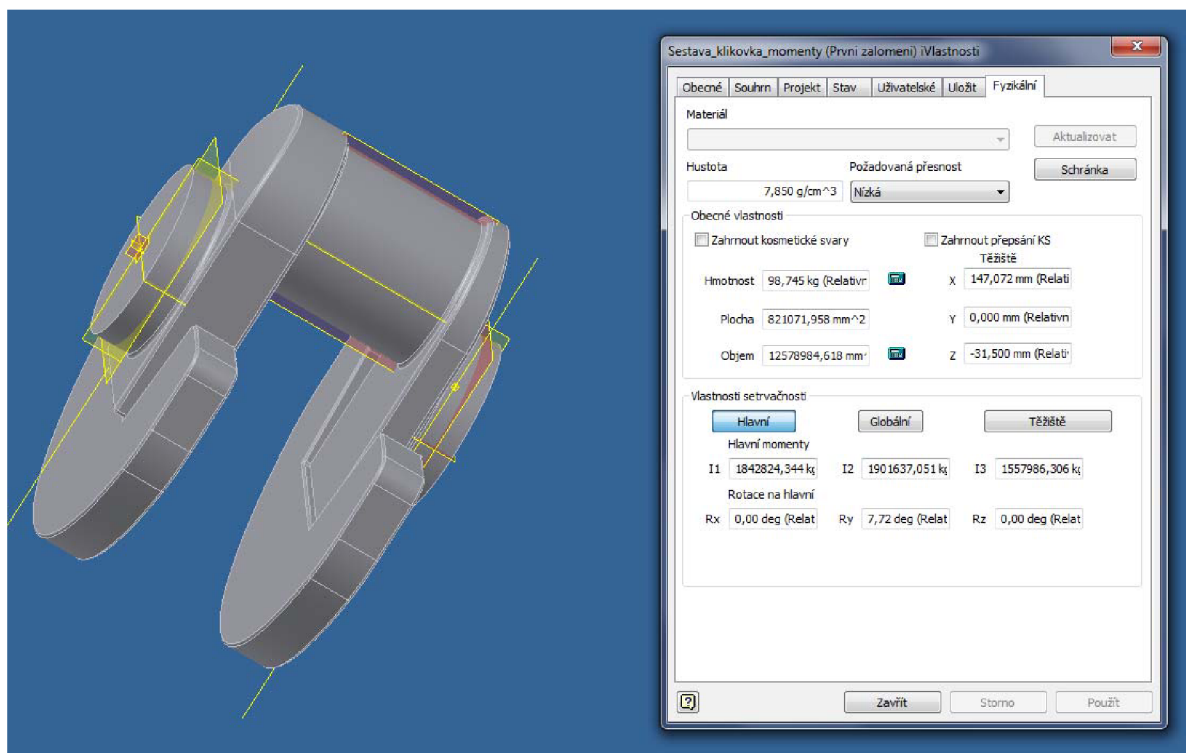 Sestava_klikovka_momenty (První zalomení) iVlastnosti
Obecné Souhrn Projekt Stav Uživatelské Uložit Fyzikální
Materiál
Aktualizovat
Hustota Požadovaná přesnost Schránka
7,850 g/cm^3 Nízká
Obecné vlastnosti
Zahrnout kosmetické svary Zahrnout přepsání KS
Těžiště
Hmotnost 98,745 kg (Relativn X 147,072 mm (Relati
Plocha 821071,958 mm^2 Y 0,000 mm (Relativn
Objem 12578984,618 mm^ Z -31,500 mm (Relati
Vlastnosti setrvačnosti
Hlavní Globální Těžiště
Hlavní momenty
I1 1842824,344 kg I2 1901637,051 kg I3 1557986,306 kg
Rotace na hlavní
Rx 0,00 deg (Relat Ry 7,72 deg (Relat Rz 0,00 deg (Relat
Zavřít Storno Použít